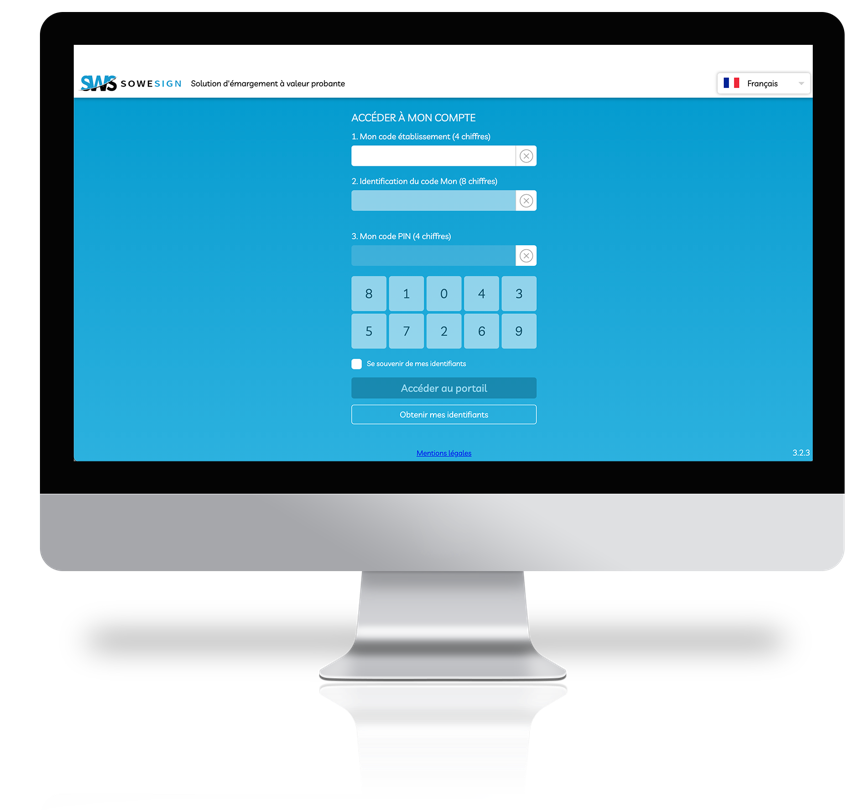 SWS SOWESIGN Solution d'émargement à valeur probante
Français
ACCÉDER À MON COMPTE
1. Mon code établissement (4 chiffres)
2. Identification du code Mon (8 chiffres)
3. Mon code PIN (4 chiffres)
8 1 0 4 3
5 7 2 6 9
Se souvenir de mes identifiants
Accéder au portail
Obtenir mes identifiants
Mentions légales
3.2.3